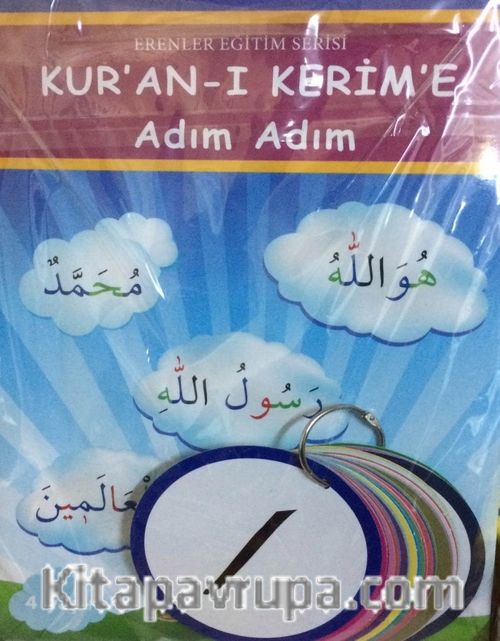 ERENLER EĞİTİM SERİSİ
KUR'AN-I KERİM'E
Adım Adım
هُوَ اللّٰهُ
مُحَمَّدٌ
رَسُولُ اللّٰهِ
لْعَالَمِينَ
Kitapavrupa.com